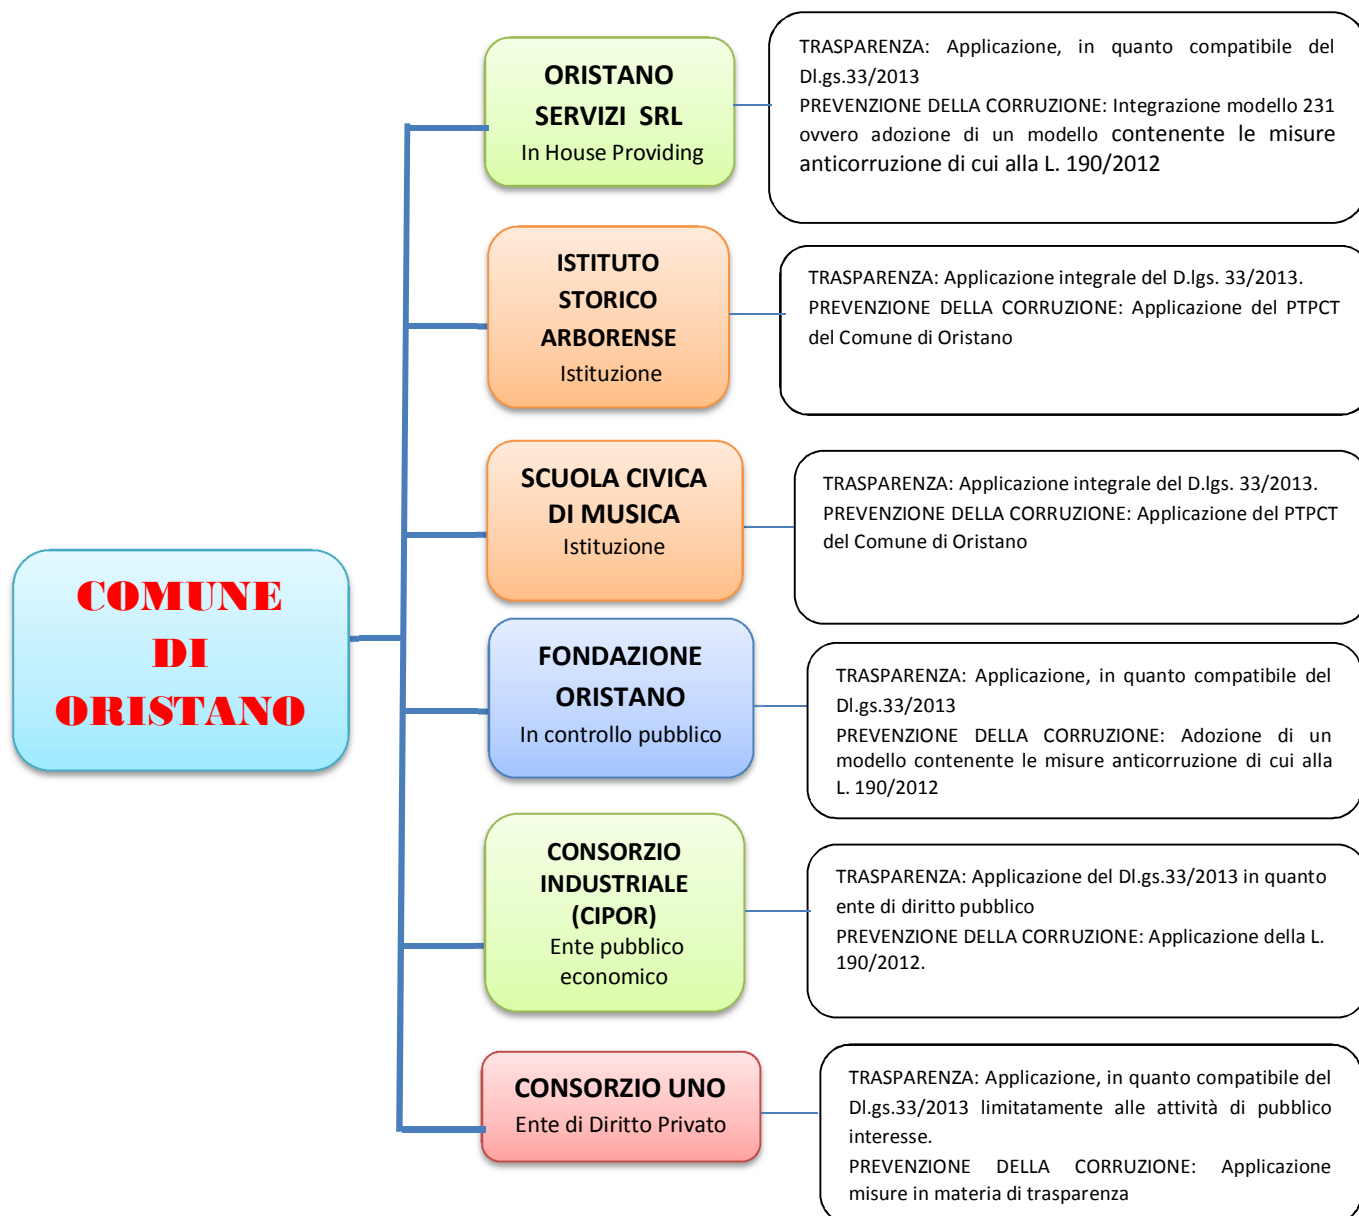 ORISTANO
SERVIZI SRL
In House Providing
TRASPARENZA: Applicazione, in quanto compatibile del
Dl.gs.33/2013
PREVENZIONE DELLA CORRUZIONE: Integrazione modello 231
ovvero adozione di un modello contenente le misure
anticorruzione di cui alla L. 190/2012
ISTITUTO
STORICO
ARBORENSE
Istituzione
TRASPARENZA: Applicazione integrale del D.lgs. 33/2013.
PREVENZIONE DELLA CORRUZIONE: Applicazione del PTPCT
del Comune di Oristano
SCUOLA CIVICA
DI MUSICA
Istituzione
TRASPARENZA: Applicazione integrale del D.lgs. 33/2013.
PREVENZIONE DELLA CORRUZIONE: Applicazione del PTPCT
del Comune di Oristano
COMUNE
DI
ORISTANO
FONDAZIONE
ORISTANO
In controllo pubblico
TRASPARENZA: Applicazione, in quanto compatibile del
Dl.gs.33/2013
PREVENZIONE DELLA CORRUZIONE: Adozione di un
modello contenente le misure anticorruzione di cui alla
L. 190/2012
CONSORZIO
INDUSTRIALE
(CIPOR)
Ente pubblico
economico
TRASPARENZA: Applicazione del Dl.gs.33/2013 in quanto
ente di diritto pubblico
PREVENZIONE DELLA CORRUZIONE: Applicazione della L.
190/2012.
CONSORZIO UNO
Ente di Diritto Privato
TRASPARENZA: Applicazione, in quanto compatibile del
Dl.gs.33/2013 limitatamente alle attività di pubblico
interesse.
PREVENZIONE DELLA CORRUZIONE: Applicazione
misure in materia di trasparenza